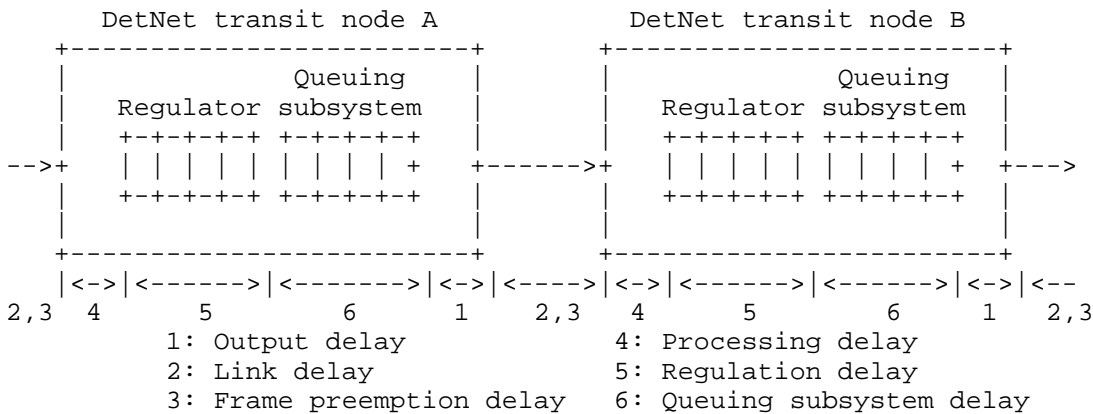 DetNet transit node A DetNet transit node B
+-------------------------+ +------------------------+
| Queuing | | Queuing |
| Regulator subsystem | | Regulator subsystem |
| +-+-+-+-+ +-+-+-+-+ | | +-+-+-+-+ +-+-+-+-+ |
-->+ | | | | | | | | | + +------>+ | | | | | | | | | + +--->
| +-+-+-+-+ +-+-+-+-+ | | +-+-+-+-+ +-+-+-+-+ |
| | | |
+-------------------------+ +------------------------+
|<->|<------>|<------->|<->|<---->|<->|<------>|<------>|<->|<--
2,3 4 5 6 1 2,3 4 5 6 1 2,3
1: Output delay 4: Processing delay
2: Link delay 5: Regulation delay
3: Frame preemption delay 6: Queuing subsystem delay